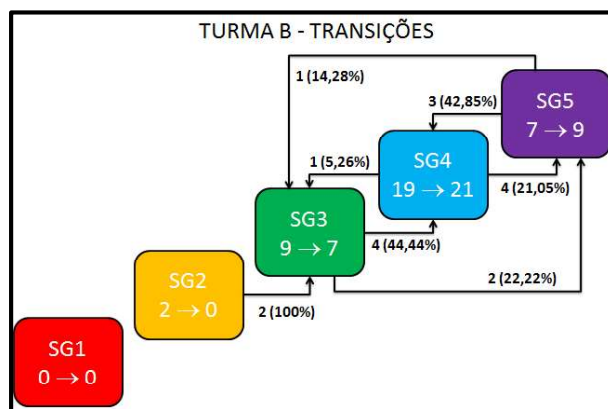 TURMA B - TRANSIÇÕES
1 (14,28%)
SG5
7 → 9
3 (42,85%)
SG4
19 → 21
1 (5,26%)
4 (21,05%)
SG3
9 → 7
4 (44,44%)
2 (22,22%)
SG2
2 → 0
2 (100%)
SG1
0 → 0